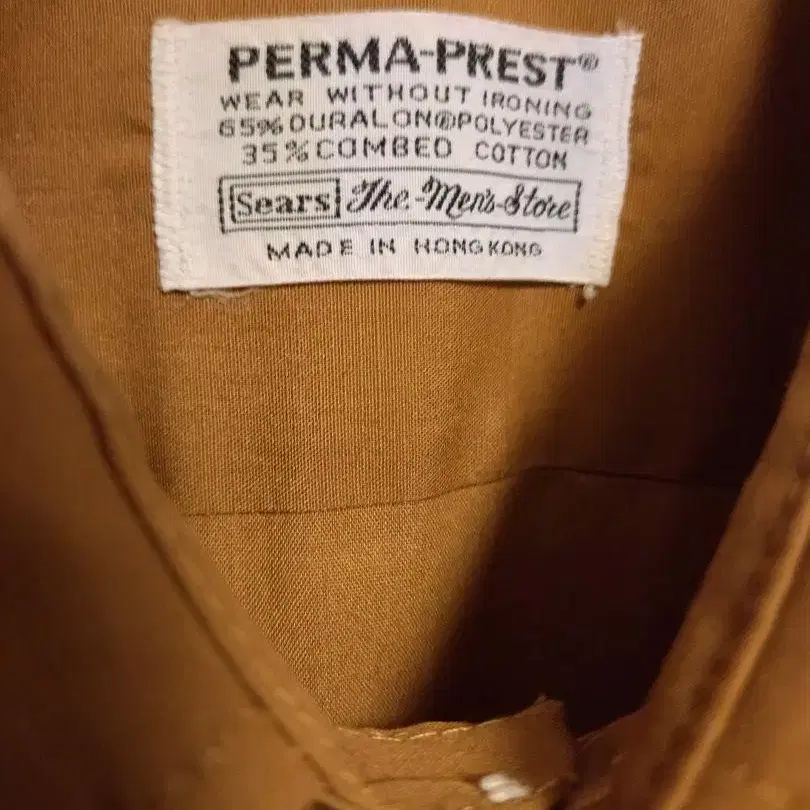 PERMA-PREST®
WEAR WITHOUT IRONING
65% DURALON® POLYESTER
35% COMBED COTTON
Sears The Men's Store
MADE IN HONG KONG